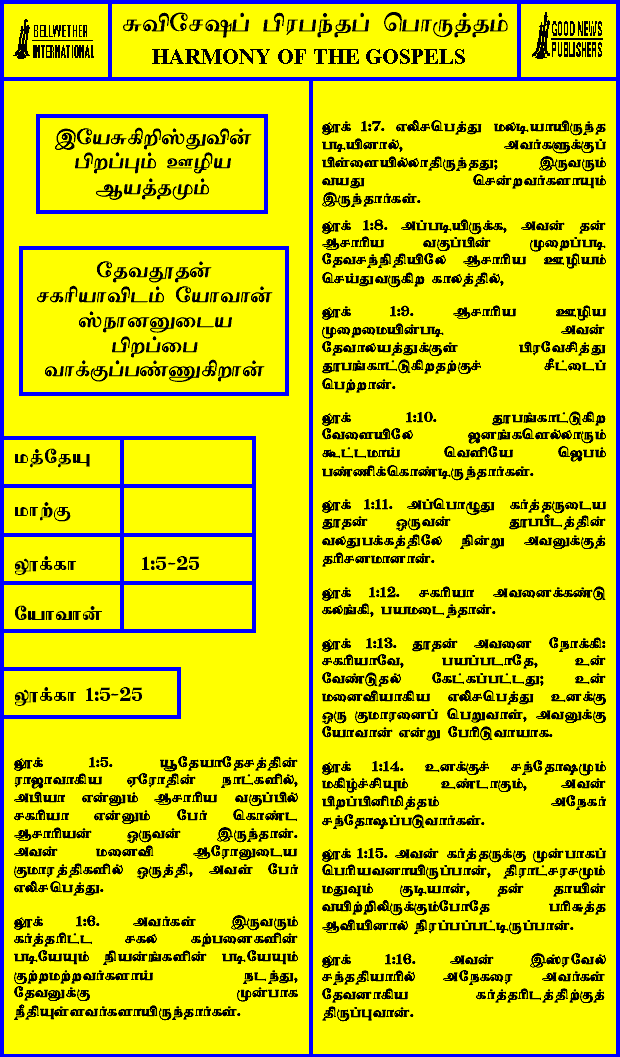 BELLWETHER
INTERNATIONAL
சுவிசேஷப் பிரபந்தப் பொருத்தம்
HARMONY OF THE GOSPELS
GOOD NEWS
PUBLISHERS
இயேசுகிறிஸ்துவின்
பிறப்பும் ஊழிய
ஆயத்தமும்
தேவதூதன்
சகரியாவிடம் யோவான்
ஸ்நானனுடைய
பிறப்பை
வாக்குப்பண்ணுகிறான்
மத்தேயு
மாற்கு
லூக்கா 1:5-25
யோவான்
லூக்கா 1:5-25
லூக் 1:5. யூதேயாதேசத்தின்
ராஜாவாகிய ஏரோதின் நாட்களில்,
அபியா என்னும் ஆசாரிய வகுப்பில்
சகரியா என்னும் பேர் கொண்ட
ஆசாரியன் ஒருவன் இருந்தான்.
அவன் மனைவி ஆரோனுடைய
குமாரத்திகளில் ஒருத்தி, அவள் பேர்
எலிசபெத்து.
லூக் 1:6. அவர்கள் இருவரும்
கர்த்தரிட்ட சகல கற்பனைகளின்
படியேயும் நியமங்களின் படியேயும்
குற்றமற்றவர்களாய் நடந்து,
தேவனுக்கு முன்பாக
நீதியுள்ளவர்களாயிருந்தார்கள்.
லூக் 1:7. எலிசபெத்து மலடியாயிருந்த
படியினால், அவர்களுக்குப்
பிள்ளையில்லாதிருந்தது; இருவரும்
வயது சென்றவர்களாயும்
இருந்தார்கள்.
லூக் 1:8. அப்படியிருக்க, அவன் தன்
ஆசாரிய வகுப்பின் முறைப்படி
தேவசந்நிதியிலே ஆசாரிய ஊழியம்
செய்துவருகிற காலத்தில்,
லூக் 1:9. ஆசாரிய ஊழிய
முறைமையின்படி அவன்
தேவாலயத்துக்குள் பிரவேசித்து
தூபங்காட்டுகிறதற்குச் சீட்டைப்
பெற்றான்.
லூக் 1:10. தூபங்காட்டுகிற
வேளையிலே ஜனங்களெல்லாரும்
கூட்டமாய் வெளியே ஜெபம்
பண்ணிக்கொண்டிருந்தார்கள்.
லூக் 1:11. அப்பொழுது கர்த்தருடைய
தூதன் ஒருவன் தூபபீடத்தின்
வலதுபக்கத்திலே நின்று அவனுக்குத்
தரிசனமானான்.
லூக் 1:12. சகரியா அவனைக்கண்டு
கலங்கி, பயமடைந்தான்.
லூக் 1:13. தூதன் அவனை நோக்கி:
சகரியாவே, பயப்படாதே, உன்
வேண்டுதல் கேட்கப்பட்டது; உன்
மனைவியாகிய எலிசபெத்து உனக்கு
ஒரு குமாரனைப் பெறுவாள், அவனுக்கு
யோவான் என்று பேரிடுவாயாக.
லூக் 1:14. உனக்குச் சந்தோஷமும்
மகிழ்ச்சியும் உண்டாகும், அவன்
பிறப்பினிமித்தம் அநேகர்
சந்தோஷப்படுவார்கள்.
லூக் 1:15. அவன் கர்த்தருக்கு முன்பாகப்
பெரியவனாயிருப்பான், திராட்சரசமும்
மதுவும் குடியான், தன் தாயின்
வயிற்றிலிருக்கும்போதே பரிசுத்த
ஆவியினால் நிரப்பப்பட்டிருப்பான்.
லூக் 1:16. அவன் இஸ்ரவேல்
சந்ததியாரில் அநேகரை அவர்கள்
தேவனாகிய கர்த்தரிடத்திற்குத்
திருப்புவான்.